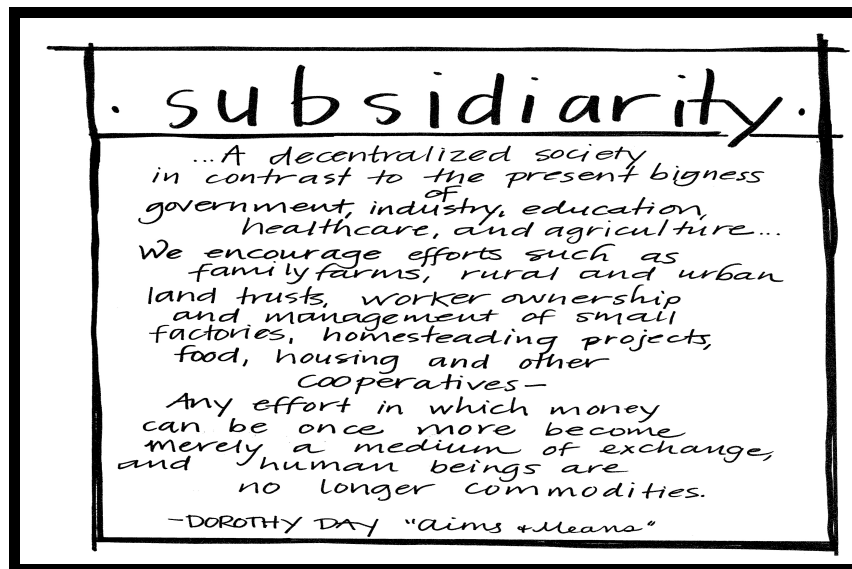 · subsidiarity ·
...A decentralized society
in contrast to the present bigness
of
government, industry, education,
healthcare, and agriculture...
We encourage efforts such as
family farms, rural and urban
land trusts, worker ownership
and management of small
factories, homesteading projects,
food, housing and other
cooperatives—
Any effort in which money
can be once more become
merely a medium of exchange,
and human beings are
no longer commodities.
-DOROTHY DAY "aims + Means"